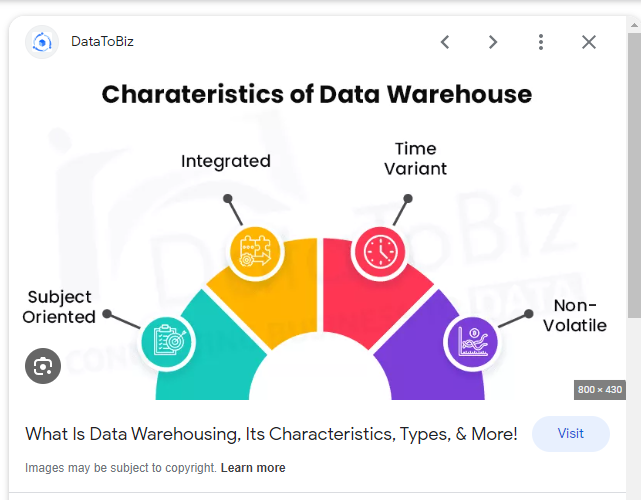 DataToBiz
Charateristics of Data Warehouse
Integrated
Time
Variant
Subject
Oriented
Non-
Volatile
DataToBiz
800 × 430
What Is Data Warehousing, Its Characteristics, Types, & More!
Visit
Images may be subject to copyright. Learn more